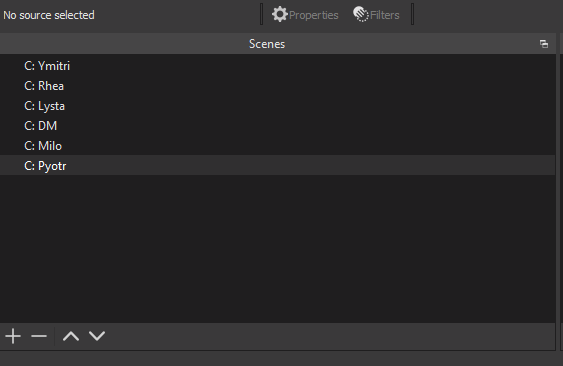 No source selected
Properties
Filters
Scenes
C: Ymitri
C: Rhea
C: Lysta
C: DM
C: Milo
C: Pyotr